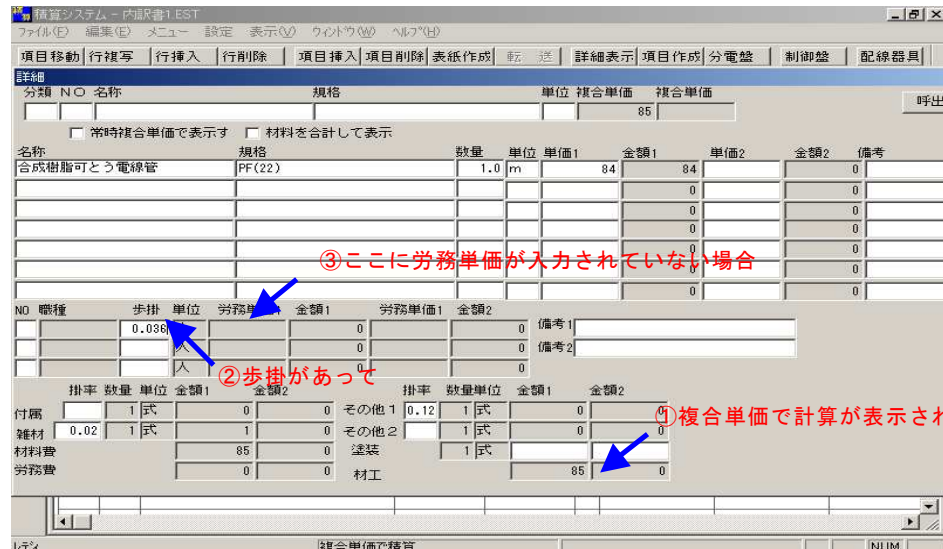 積算システム - 内訳書1.EST
ファイル(F) 編集(E) メニュー 設定 表示(V) ウィンドウ(W) ヘルプ(H)
項目移動 行複写 行挿入 行削除 項目挿入 項目削除 表紙作成 転 送 詳細表示 項目作成 分電盤 制御盤 配線器具
詳細
分類 NO 名称 規格 単位 複合単価 複合単価
85
呼出
常時複合単価で表示す 材料を合計して表示
名称 規格 数量 単位 単価1 金額1 単価2 金額2 備考
合成樹脂可とう電線管 PF(22) 1.0 m 84 84 0
0 0
0 0
0 0
0 0
③ここに労務単価が入力されていない場合
0 0
0 0
NO 職種 歩掛 単位 労務単 金額1 労務単価1 金額2
0.036 0 0 備考1
人 0 0 備考2
人 0 0
②歩掛があって
掛率 数量 単位 金額1 金額2 掛率 数量単位 金額1 金額2
付属 1 式 0 0 その他1 0.12 1 式 0 0
①複合単価で計算が表示され
雑材 0.02 1 式 1 0 その他2 1 式 0 0
材料費 85 0 塗装 1 式
労務費 0 0 材工 85 0
レディ 複合単価で積算 NUM